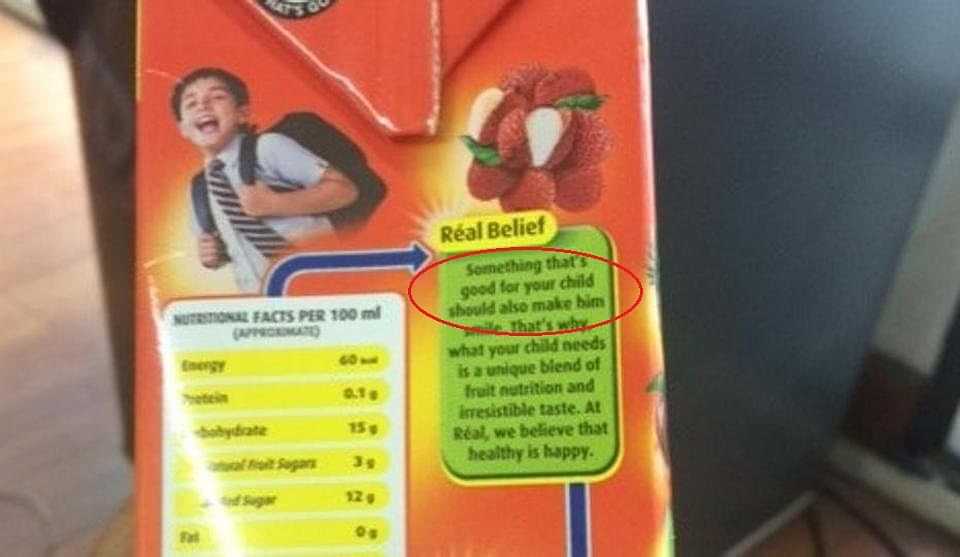 THAT'S GO
Réal Belief
Something that's
good for your child
should also make him
smile. That's why
what your child needs
is a unique blend of
fruit nutrition and
irresistible taste. At
Réal, we believe that
healthy is happy.
NUTRITIONAL FACTS PER 100 ml
(APPROXIMATE)
Energy 60 kcal
Protein 0.1 g
Carbohydrate 15 g
Natural Fruit Sugars 3 g
Added Sugar 12 g
Fat 0 g